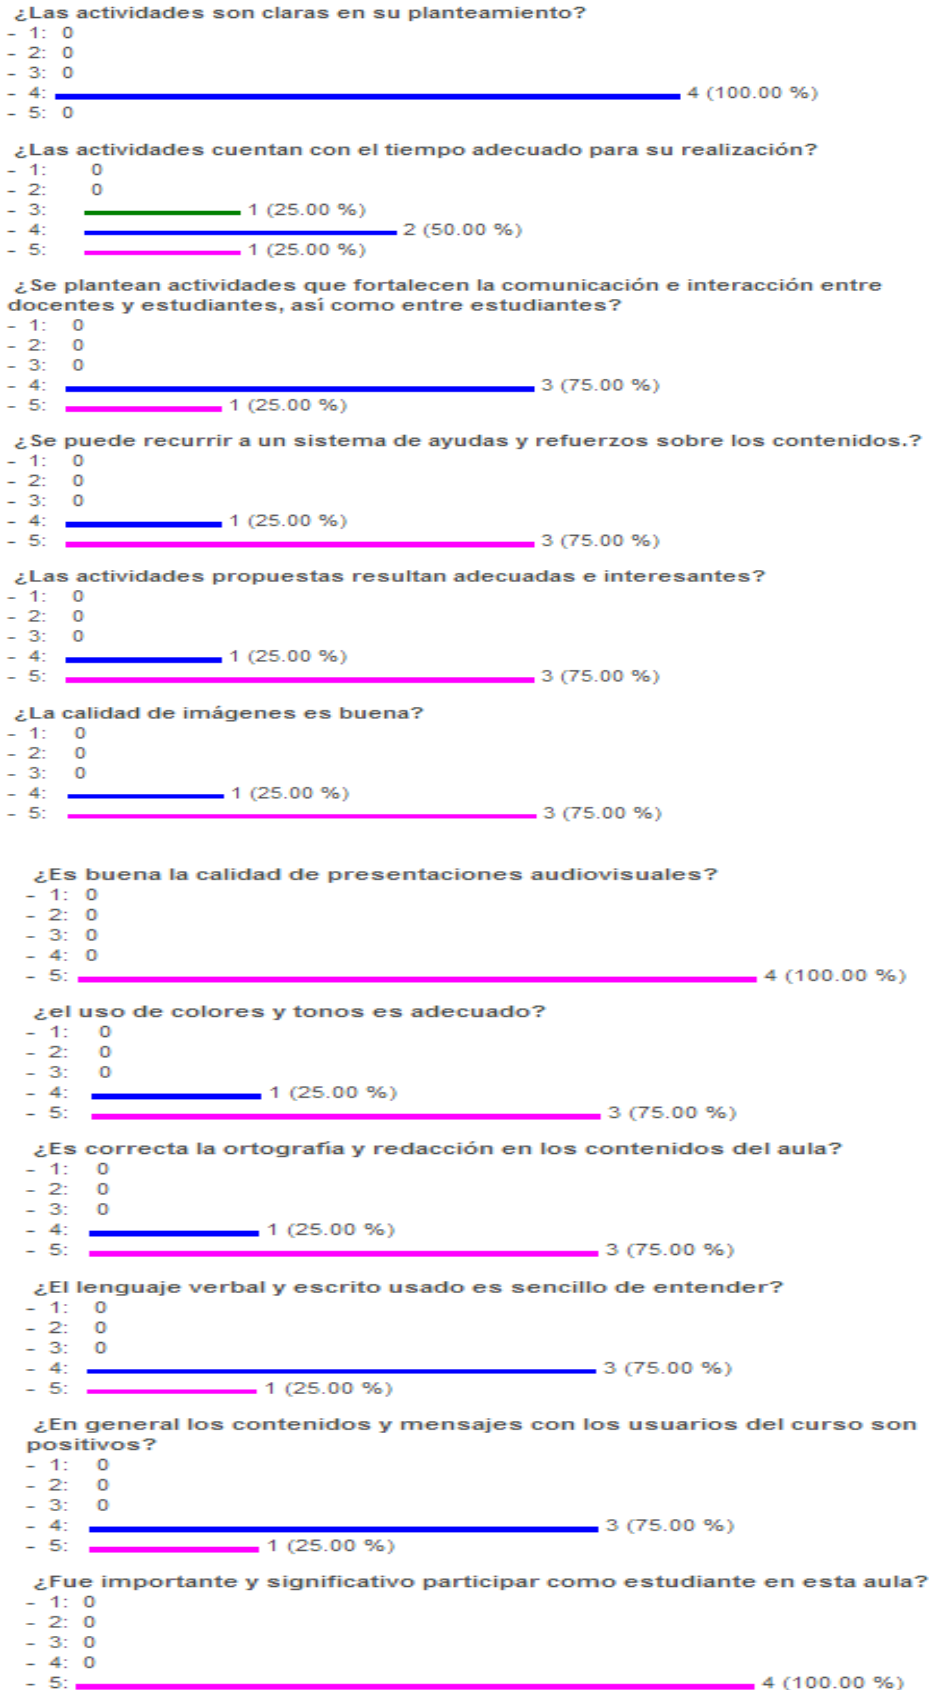 ¿Las actividades son claras en su planteamiento?
- 1: 0
- 2: 0
- 3: 0
- 4: 4 (100.00 %)
- 5: 0
¿Las actividades cuentan con el tiempo adecuado para su realización?
- 1: 0
- 2: 0
- 3: 1 (25.00 %)
- 4: 2 (50.00 %)
- 5: 1 (25.00 %)
¿Se plantean actividades que fortalecen la comunicación e interacción entre
docentes y estudiantes, así como entre estudiantes?
- 1: 0
- 2: 0
- 3: 0
- 4: 3 (75.00 %)
- 5: 1 (25.00 %)
¿Se puede recurrir a un sistema de ayudas y refuerzos sobre los contenidos.?
- 1: 0
- 2: 0
- 3: 0
- 4: 1 (25.00 %)
- 5: 3 (75.00 %)
¿Las actividades propuestas resultan adecuadas e interesantes?
- 1: 0
- 2: 0
- 3: 0
- 4: 1 (25.00 %)
- 5: 3 (75.00 %)
¿La calidad de imágenes es buena?
- 1: 0
- 2: 0
- 3: 0
- 4: 1 (25.00 %)
- 5: 3 (75.00 %)
¿Es buena la calidad de presentaciones audiovisuales?
- 1: 0
- 2: 0
- 3: 0
- 4: 0
- 5: 4 (100.00 %)
¿el uso de colores y tonos es adecuado?
- 1: 0
- 2: 0
- 3: 0
- 4: 1 (25.00 %)
- 5: 3 (75.00 %)
¿Es correcta la ortografía y redacción en los contenidos del aula?
- 1: 0
- 2: 0
- 3: 0
- 4: 1 (25.00 %)
- 5: 3 (75.00 %)
¿El lenguaje verbal y escrito usado es sencillo de entender?
- 1: 0
- 2: 0
- 3: 0
- 4: 3 (75.00 %)
- 5: 1 (25.00 %)
¿En general los contenidos y mensajes con los usuarios del curso son
positivos?
- 1: 0
- 2: 0
- 3: 0
- 4: 3 (75.00 %)
- 5: 1 (25.00 %)
¿Fue importante y significativo participar como estudiante en esta aula?
- 1: 0
- 2: 0
- 3: 0
- 4: 0
- 5: 4 (100.00 %)